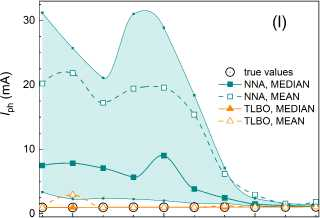 (l)
30
20
10
0
I_ph (mA)
true values
NNA, MEDIAN
NNA, MEAN
TLBO, MEDIAN
TLBO, MEAN